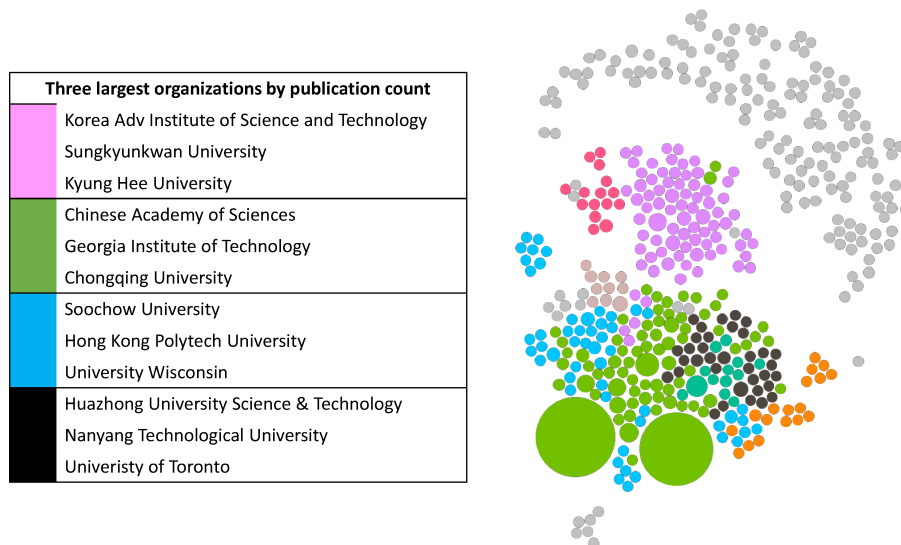 Three largest organizations by publication count
Korea Adv Institute of Science and Technology
Sungkyunkwan University
Kyung Hee University
Chinese Academy of Sciences
Georgia Institute of Technology
Chongqing University
Soochow University
Hong Kong Polytech University
University Wisconsin
Huazhong University Science & Technology
Nanyang Technological University
Univeristy of Toronto